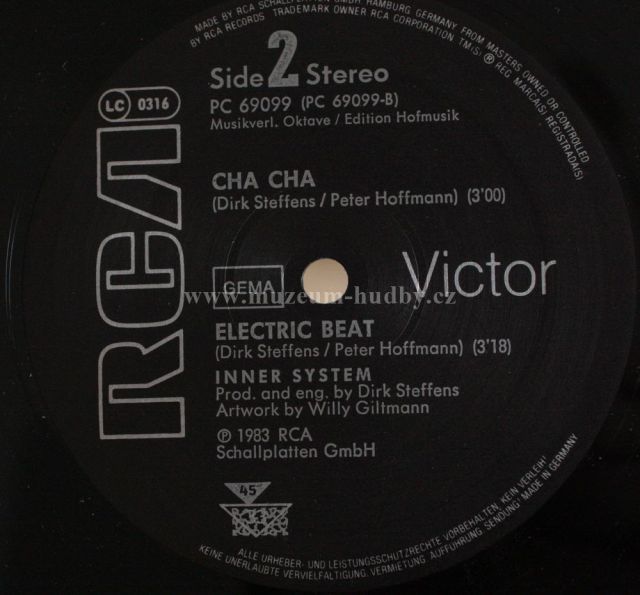 MADE BY RCA SCHALLPLATTEN GMBH, HAMBURG, GERMANY, FROM MASTERS OWNED OR CONTROLLED
BY RCA RECORDS TRADEMARK OWNER RCA CORPORATION TM(S) ® REG MARCA(S) REGISTRADA(S)
Side 2 Stereo
PC 69099 (PC 69099-B)
Musikverl. Oktave / Edition Hofmusik
LC 0316
RCA
CHA CHA
(Dirk Steffens / Peter Hoffmann) (3'00)
Victor
GEMA
www.muzeum-hudby.cz
ELECTRIC BEAT
(Dirk Steffens / Peter Hoffmann) (3'18)
INNER SYSTEM
Prod. and eng. by Dirk Steffens
Artwork by Willy Giltmann
℗ 1983 RCA
Schallplatten GmbH
45
ALLE URHEBER- UND LEISTUNGSSCHUTZRECHTE VORBEHALTEN, KEIN VERLEIH!
KEINE UNERLAUBTE VERVIELFÄLTIGUNG, VERMIETUNG, AUFFÜHRUNG, SENDUNG · MADE IN GERMANY